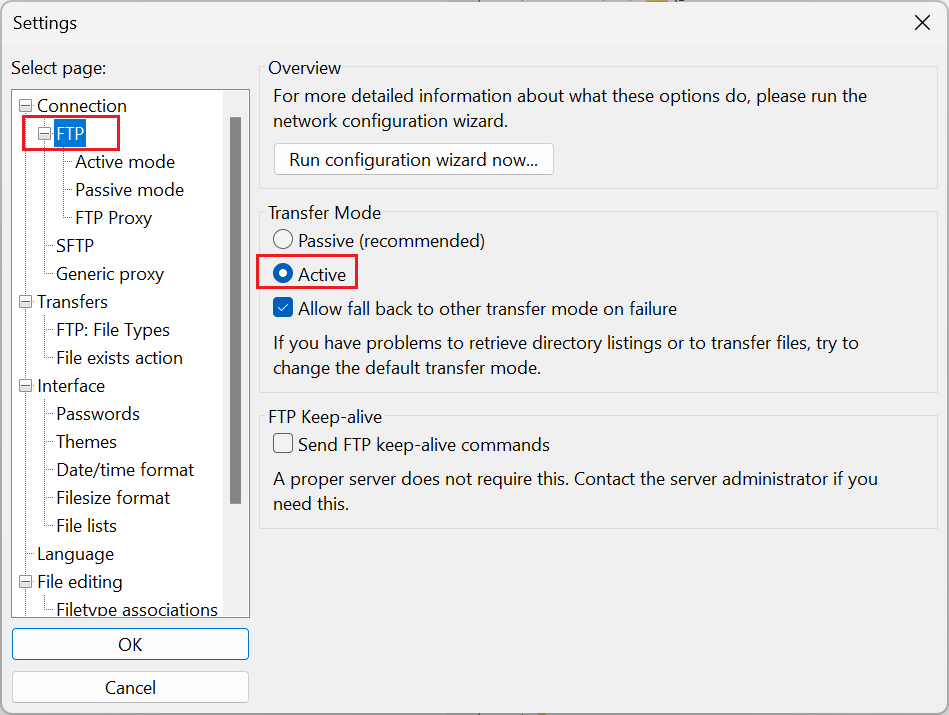 Settings
Select page:
Connection
FTP
Active mode
Passive mode
FTP Proxy
SFTP
Generic proxy
Transfers
FTP: File Types
File exists action
Interface
Passwords
Themes
Date/time format
Filesize format
File lists
Language
File editing
Filetype associations
OK
Cancel
Overview
For more detailed information about what these options do, please run the
network configuration wizard.
Run configuration wizard now...
Transfer Mode
Passive (recommended)
Active
Allow fall back to other transfer mode on failure
If you have problems to retrieve directory listings or to transfer files, try to
change the default transfer mode.
FTP Keep-alive
Send FTP keep-alive commands
A proper server does not require this. Contact the server administrator if you
need this.